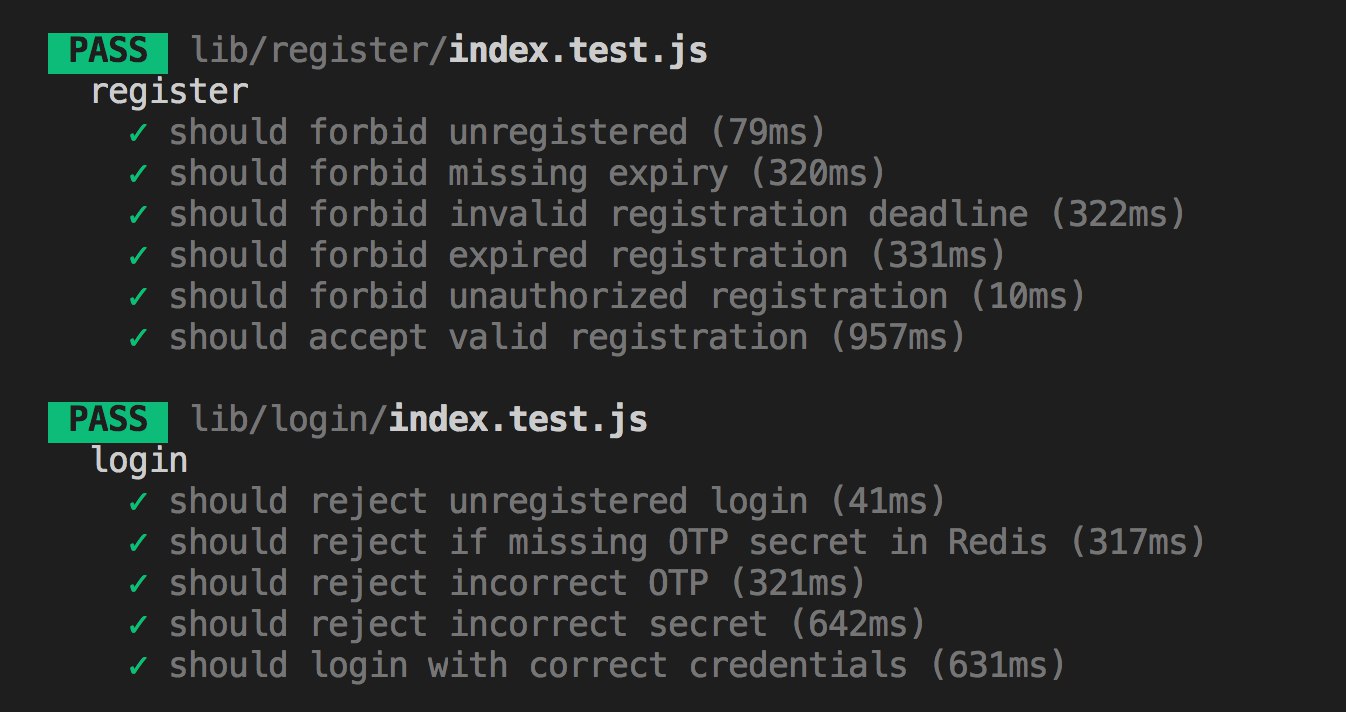 PASS lib/register/index.test.js
register
✓ should forbid unregistered (79ms)
✓ should forbid missing expiry (320ms)
✓ should forbid invalid registration deadline (322ms)
✓ should forbid expired registration (331ms)
✓ should forbid unauthorized registration (10ms)
✓ should accept valid registration (957ms)
PASS lib/login/index.test.js
login
✓ should reject unregistered login (41ms)
✓ should reject if missing OTP secret in Redis (317ms)
✓ should reject incorrect OTP (321ms)
✓ should reject incorrect secret (642ms)
✓ should login with correct credentials (631ms)